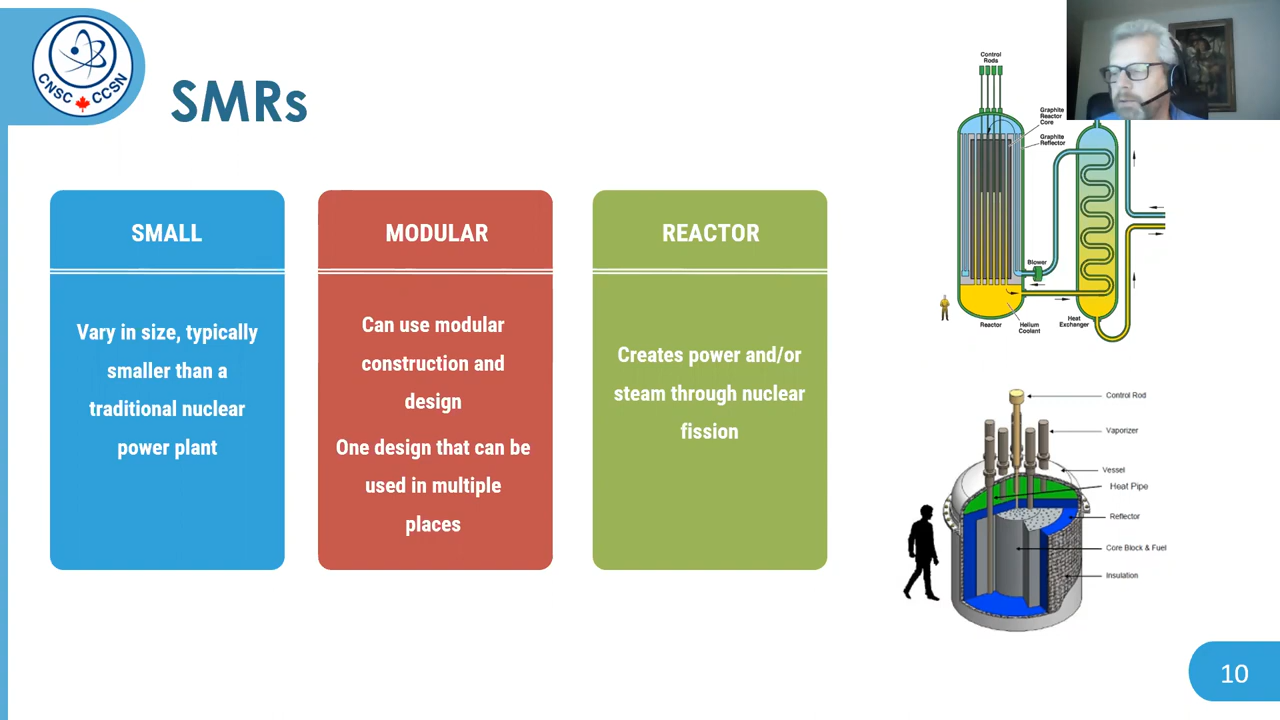 CNSC CCSN
SMRs
SMALL
Vary in size, typically
smaller than a
traditional nuclear
power plant
MODULAR
Can use modular
construction and
design
One design that can be
used in multiple
places
REACTOR
Creates power and/or
steam through nuclear
fission
Control
Rods
Graphite
Reactor
Core
Graphite
Reflector
Blower
Reactor
Helium
Coolant
Heat
Exchanger
Control Rod
Vaporizer
Vessel
Heat Pipe
Reflector
Core Block & Fuel
Insulation
10